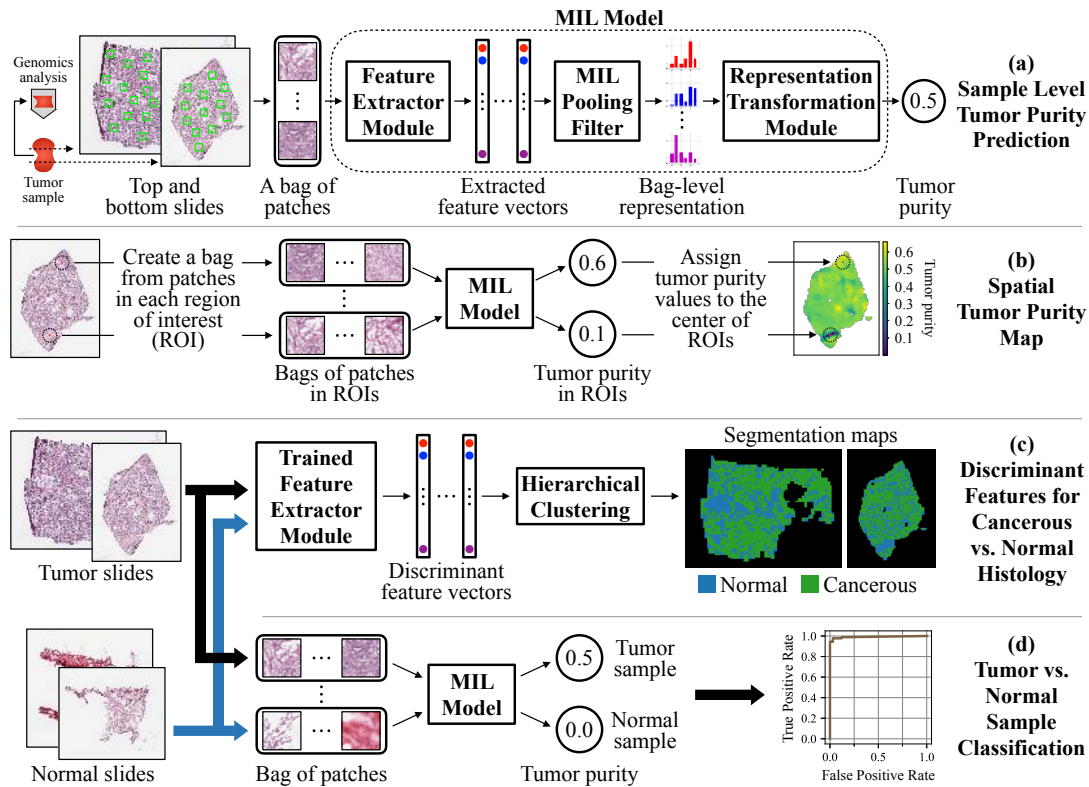 MIL Model
Genomics
analysis
Tumor
sample
Top and
bottom slides
A bag of
patches
Feature
Extractor
Module
Extracted
feature vectors
MIL
Pooling
Filter
Bag-level
representation
Representation
Transformation
Module
0.5
Tumor
purity
(a)
Sample Level
Tumor Purity
Prediction
Create a bag
from patches
in each region
of interest
(ROI)
Bags of patches
in ROIs
MIL
Model
0.6
0.1
Tumor purity
in ROIs
Assign
tumor purity
values to the
center of
ROIs
0.6
0.5
0.4
0.3
0.2
0.1
Tumor purity
(b)
Spatial
Tumor Purity
Map
Tumor slides
Trained
Feature
Extractor
Module
Discriminant
feature vectors
Hierarchical
Clustering
Segmentation maps
Normal
Cancerous
(c)
Discriminant
Features for
Cancerous
vs. Normal
Histology
Normal slides
Bag of patches
MIL
Model
0.5
Tumor
sample
0.0
Normal
sample
Tumor purity
True Positive Rate
1.0
0.8
0.6
0.4
0.2
0.0
0.0
0.5
1.0
False Positive Rate
(d)
Tumor vs.
Normal
Sample
Classification